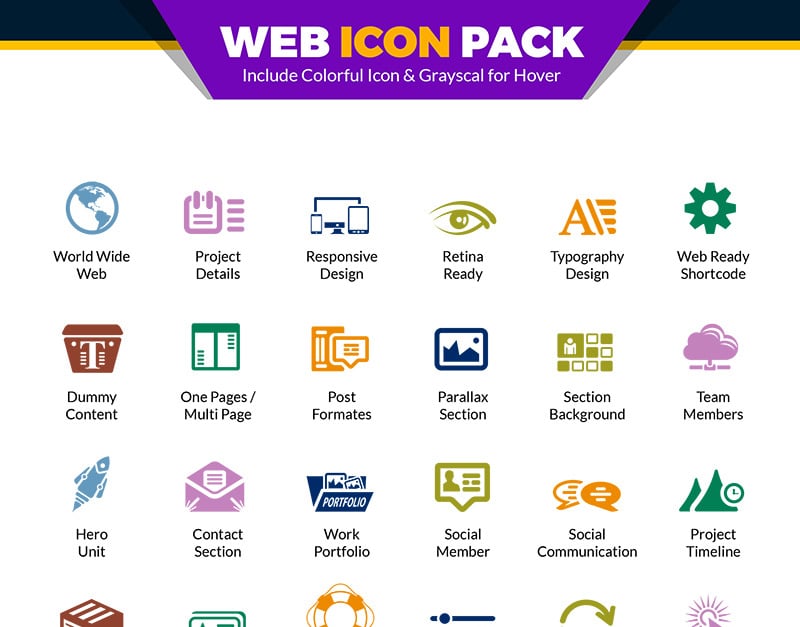 WEB ICON PACK
Include Colorful Icon & Grayscal for Hover
World Wide
Web
Project
Details
Responsive
Design
Retina
Ready
Typography
Design
Web Ready
Shortcode
Dummy
Content
One Pages /
Multi Page
Post
Formates
Parallax
Section
Section
Background
Team
Members
Hero
Unit
Contact
Section
PORTFOLIO
Work
Portfolio
Social
Member
Social
Communication
Project
Timeline